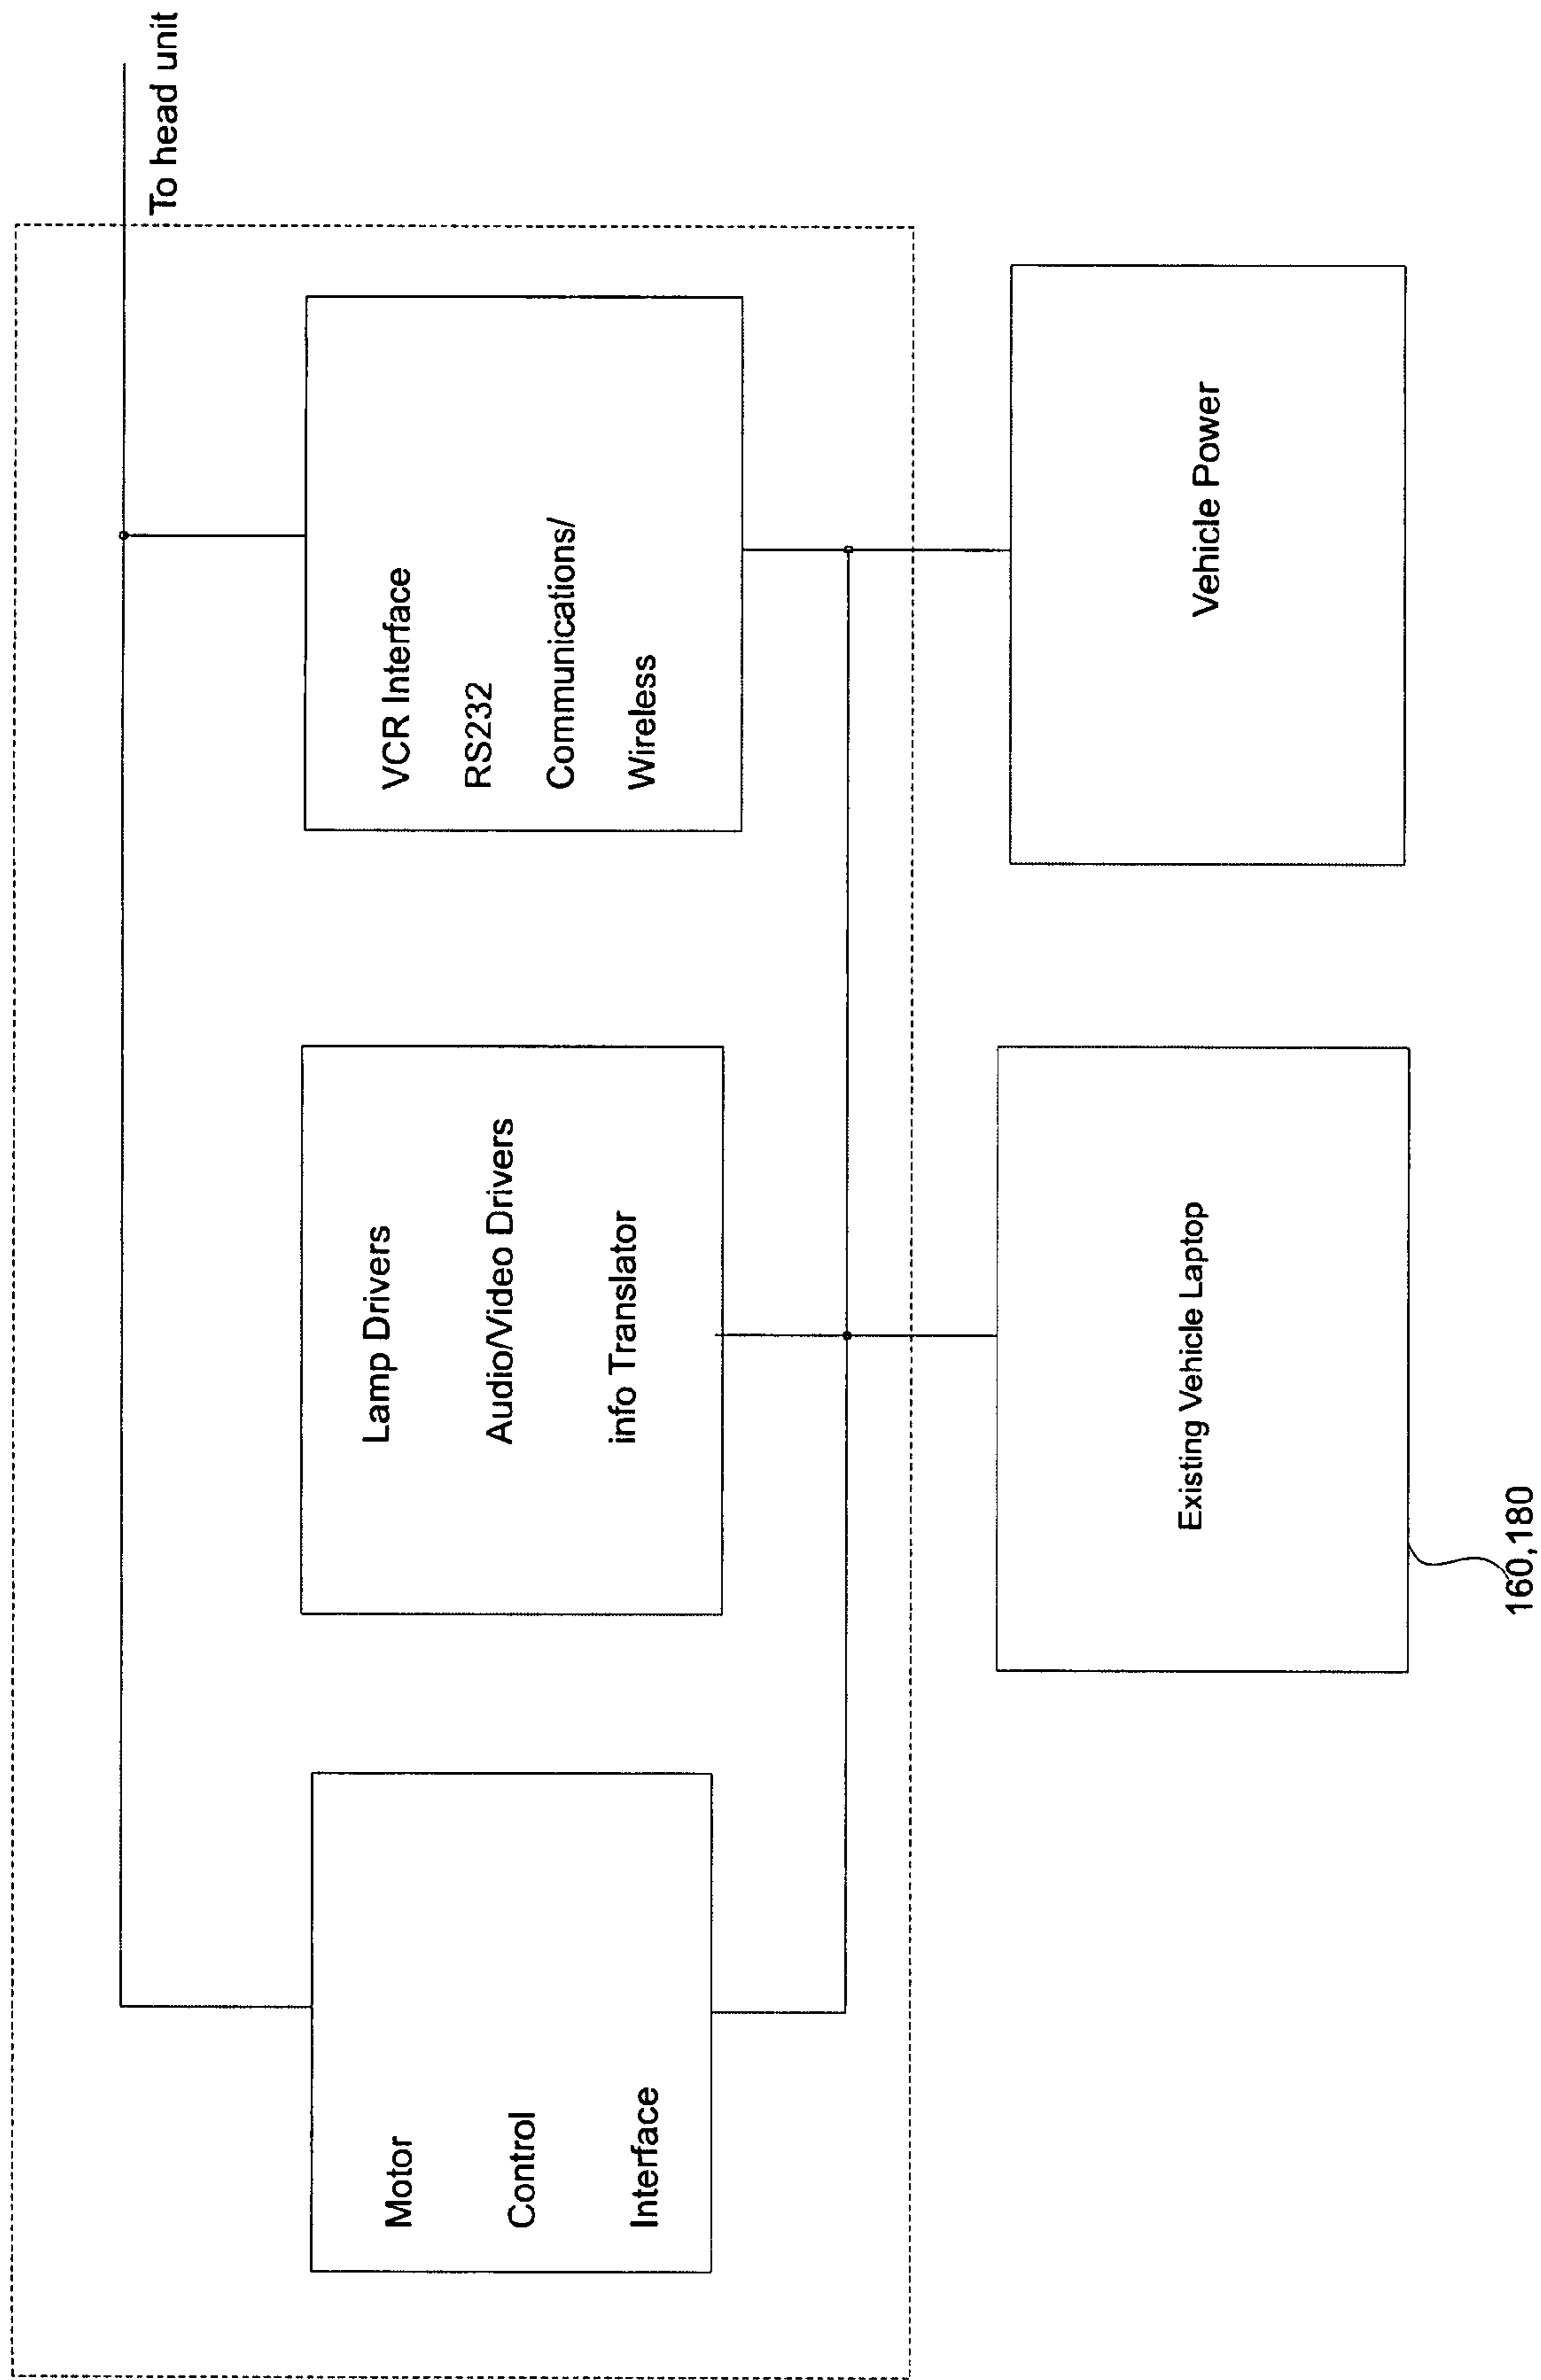 To head unit
Motor
Control
Interface
Lamp Drivers
Audio/Video Drivers
info Translator
VCR Interface
RS232
Communications/
Wireless
Existing Vehicle Laptop
Vehicle Power
160,180